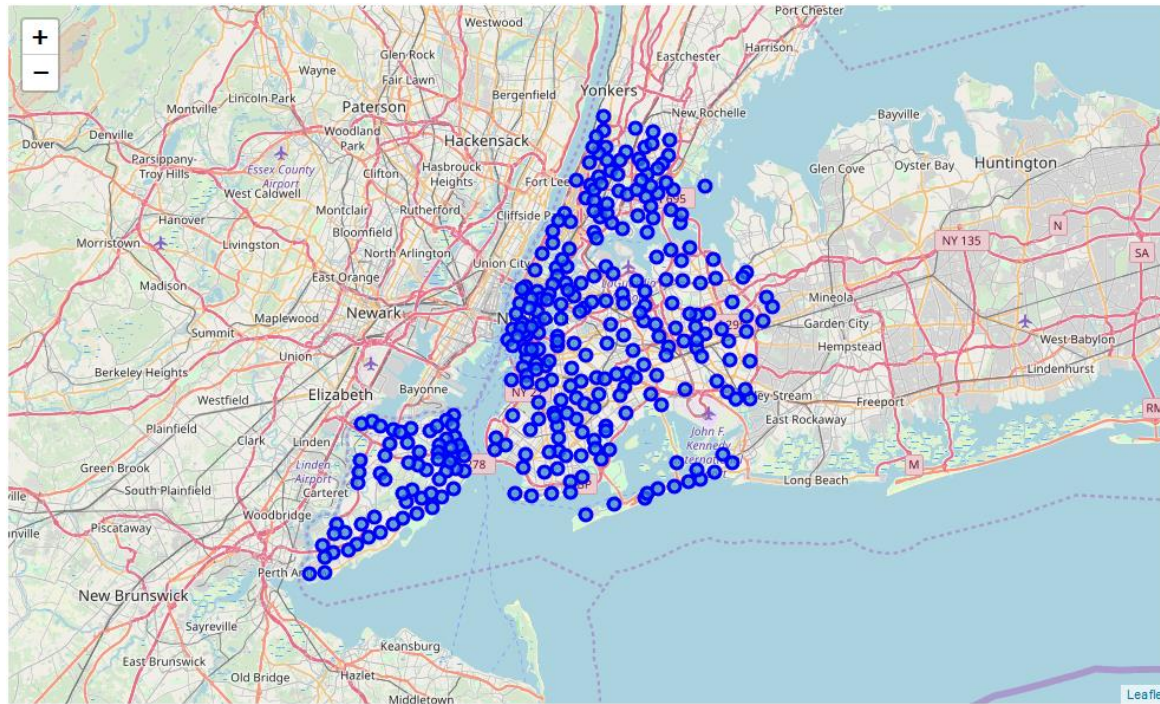 Port Chester
Westwood
+
Glen Rock
Eastchester
Harrison
−
Wayne
Fair Lawn
Yonkers
Lincoln Park
Paterson
Bergenfield
New Rochelle
Montville
Woodland
Park
Hackensack
Bayville
Denville
Dover
Parsippany-
Troy Hills
Essex County
Airport
Clifton
Hasbrouck
Heights
Glen Cove
Oyster Bay
Huntington
West Caldwell
Fort Lee
Montclair
Rutherford
Hanover
Bloomfield
N
Morristown
Livingston
North Arlington
NY 135
SA
Union City
East Orange
Madison
Mineola
Newark
Maplewood
Garden City
Summit
Hempstead
West Babylon
Union
Berkeley Heights
Lindenhurst
Elizabeth
Bayonne
Westfield
Freeport
Plainfield
East Rockaway
Clark
Linden
John F.
Kennedy
RM
Green Brook
Linden
Airport
278
M
Long Beach
South Plainfield
Carteret
Woodbridge
Piscataway
New Brunswick
Sayreville
Keansburg
East Brunswick
Old Bridge
Hazlet
Middletown